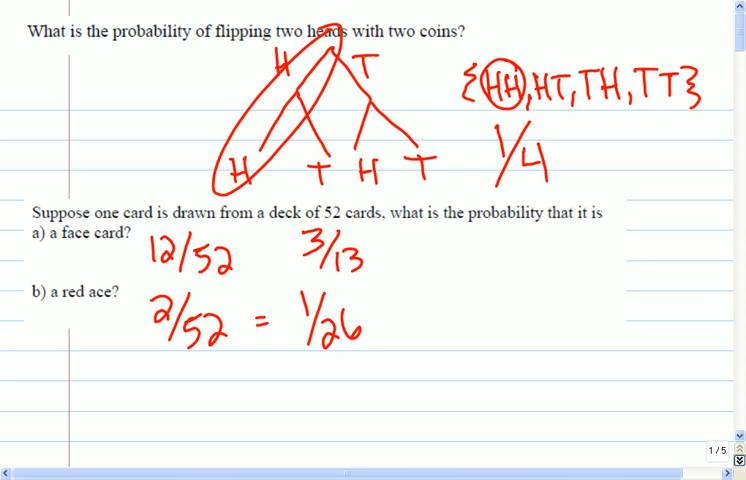 What is the probability of flipping two heads with two coins?
H T
{HH, HT, TH, TT}
H T H T
1/4
Suppose one card is drawn from a deck of 52 cards, what is the probability that it is
a) a face card?
12/52 3/13
b) a red ace?
2/52 = 1/26
1/5